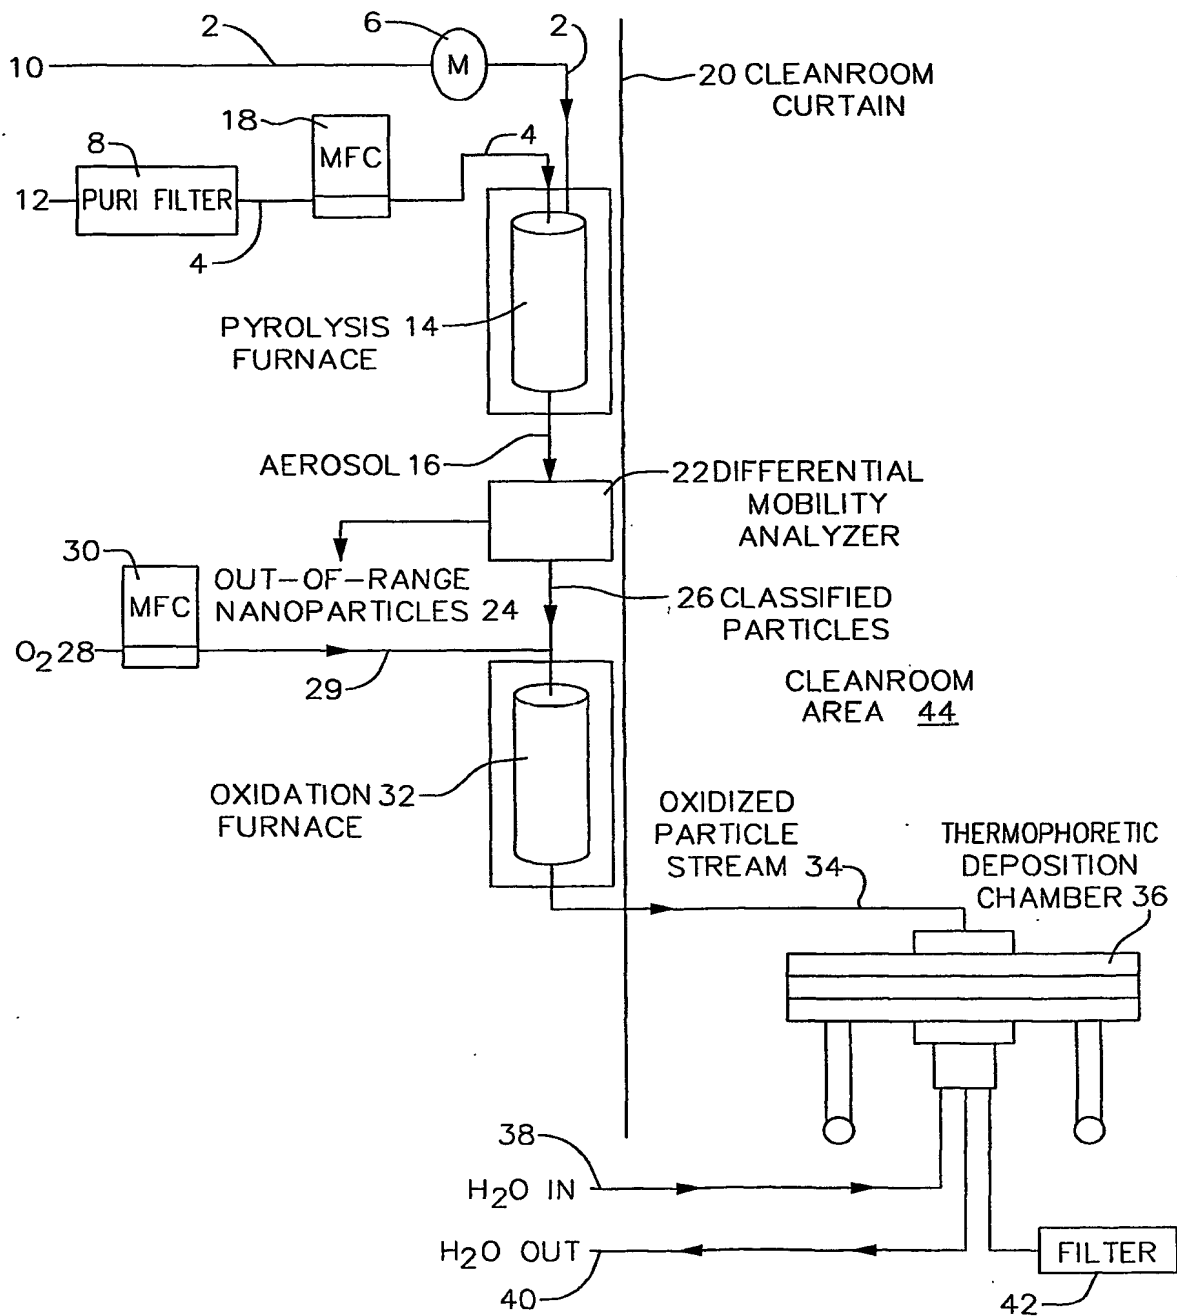 6
2
2
10
M
20 CLEANROOM
CURTAIN
18
MFC
4
8
12
PURI FILTER
4
PYROLYSIS 14
FURNACE
AEROSOL 16
22 DIFFERENTIAL
MOBILITY
ANALYZER
30
MFC
OUT-OF-RANGE
NANOPARTICLES 24
26 CLASSIFIED
PARTICLES
O2 28
29
CLEANROOM
AREA 44
OXIDATION 32
FURNACE
OXIDIZED
PARTICLE
STREAM 34
THERMOPHORETIC
DEPOSITION
CHAMBER 36
38
H2O IN
H2O OUT
40
FILTER
42